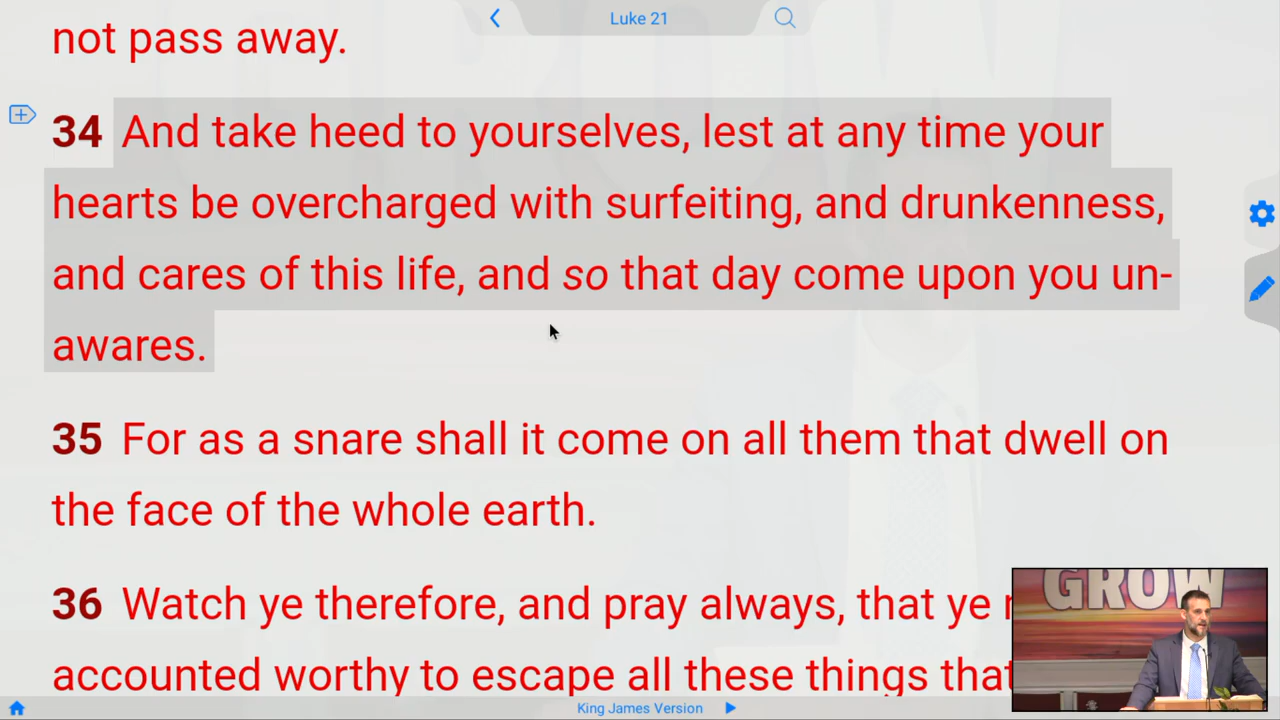 Luke 21
not pass away.
34 And take heed to yourselves, lest at any time your
hearts be overcharged with surfeiting, and drunkenness,
and cares of this life, and so that day come upon you un-
awares.
35 For as a snare shall it come on all them that dwell on
the face of the whole earth.
36 Watch ye therefore, and pray always, that ye
accounted worthy to escape all these things that
GROW
King James Version